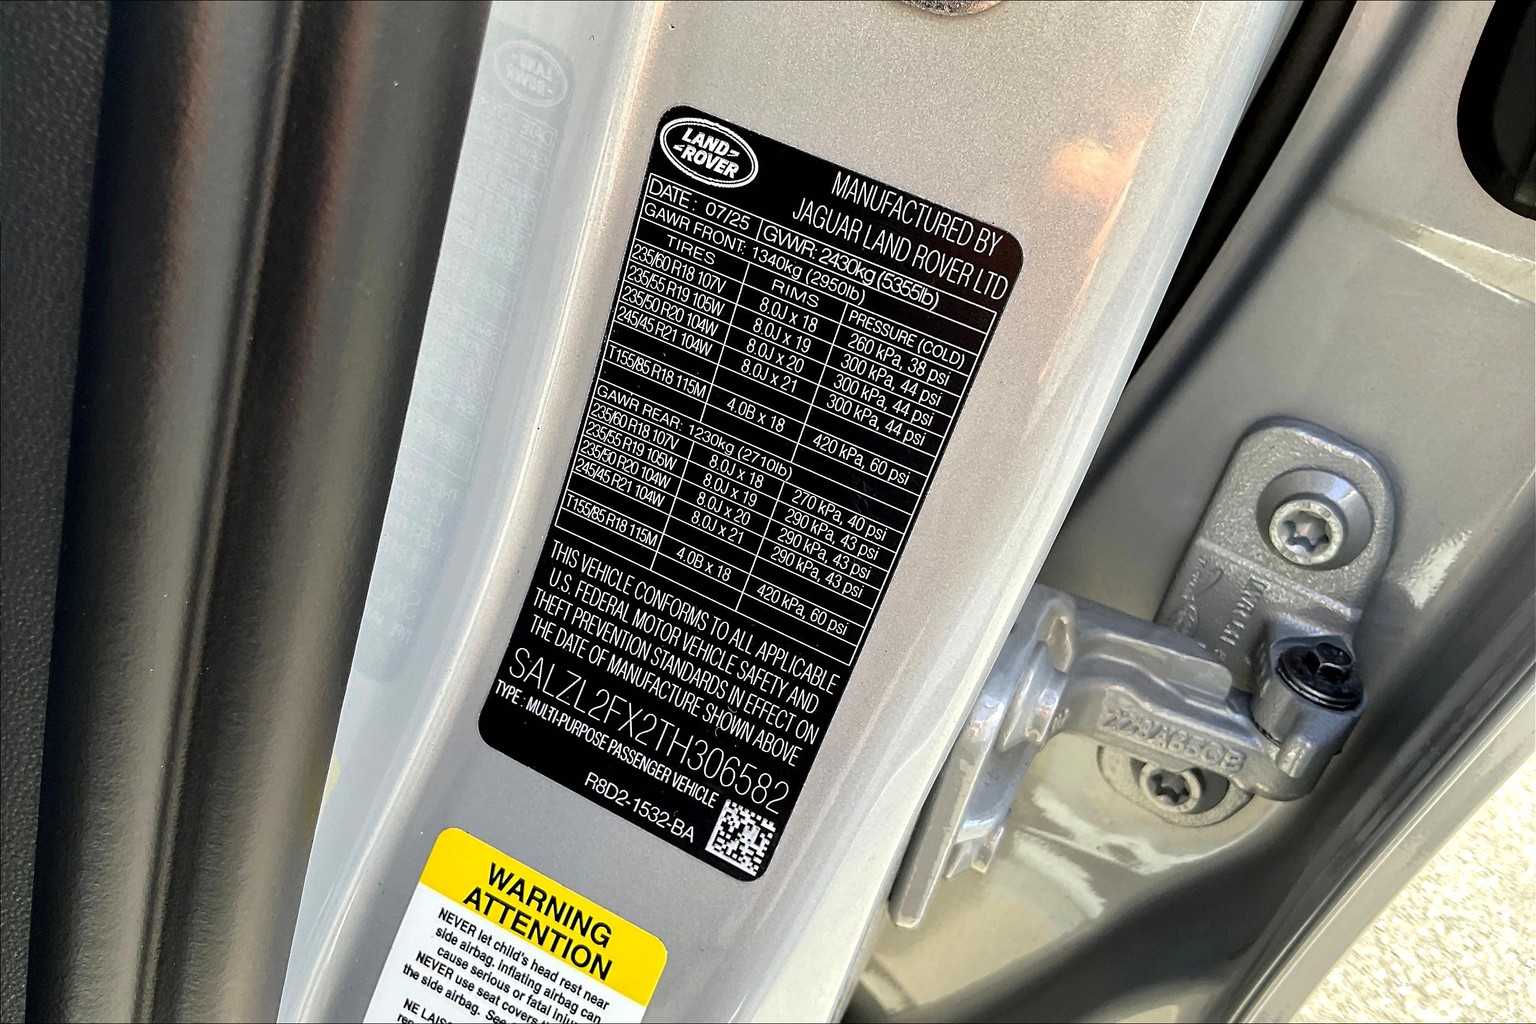 LAND
ROVER
MANUFACTURED BY
JAGUAR LAND ROVER LTD
DATE: 07/25 GVWR: 2430kg (5355lb)
GAWR FRONT: 1340kg (2950lb)
TIRES RIMS PRESSURE (COLD)
235/60 R18 107V 8.0J x 18 260 kPa, 38 psi
235/55 R19 105W 8.0J x 19 300 kPa, 44 psi
235/50 R20 104W 8.0J x 20 300 kPa, 44 psi
245/45 R21 104W 8.0J x 21 300 kPa, 44 psi
T155/85 R18 115M 4.0B x 18 420 kPa, 60 psi
GAWR REAR: 1230kg (2710lb)
235/60 R18 107V 8.0J x 18 270 kPa, 40 psi
235/55 R19 105W 8.0J x 19 290 kPa, 43 psi
235/50 R20 104W 8.0J x 20 290 kPa, 43 psi
245/45 R21 104W 8.0J x 21 290 kPa, 43 psi
T155/85 R18 115M 4.0B x 18 420 kPa, 60 psi
THIS VEHICLE CONFORMS TO ALL APPLICABLE
U.S. FEDERAL MOTOR VEHICLE SAFETY AND
THEFT PREVENTION STANDARDS IN EFFECT ON
THE DATE OF MANUFACTURE SHOWN ABOVE
SALZL2FX2TH306582
TYPE : MULTI-PURPOSE PASSENGER VEHICLE
R8D2-1532-BA
WARNING
ATTENTION
NEVER let child's head rest near
side airbag. Inflating airbag can
cause serious or fatal
NEVER use seat covers
the side airbag. See
NE